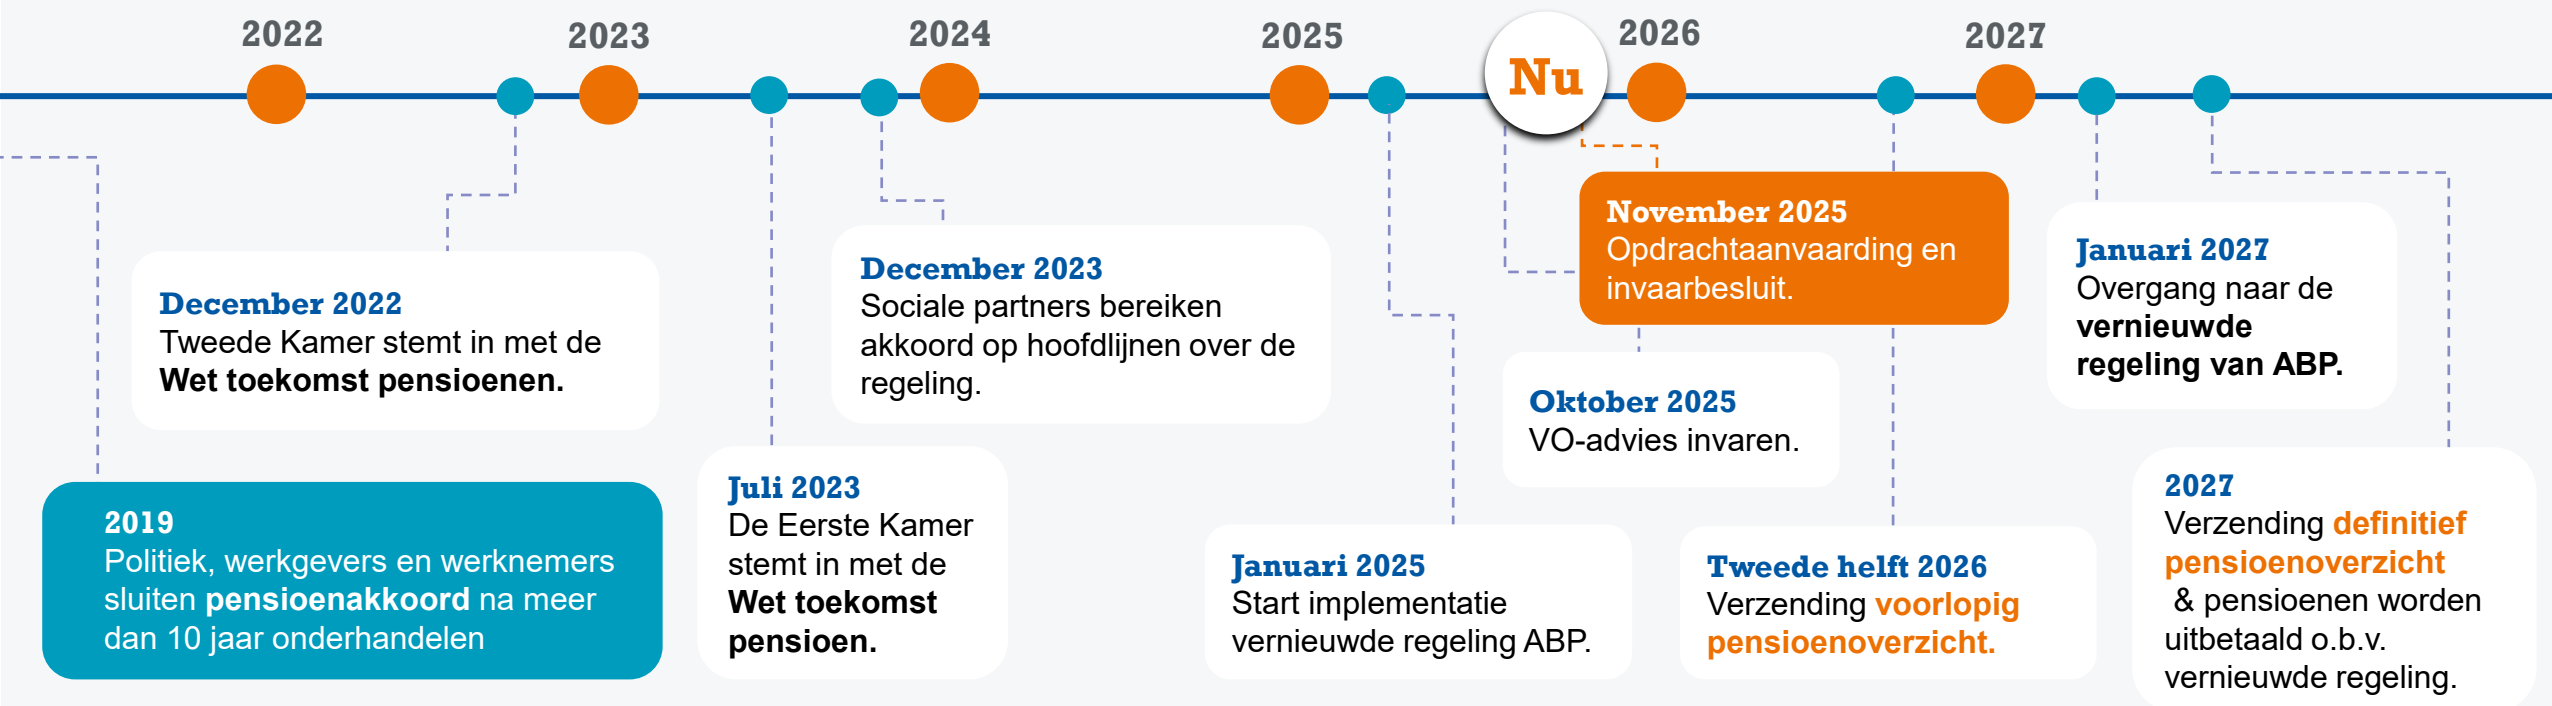 2022
2023
2024
2025
Nu
2026
2027
2019
Politiek, werkgevers en werknemers
sluiten pensioenakkoord na meer
dan 10 jaar onderhandelen
December 2022
Tweede Kamer stemt in met de
Wet toekomst pensioenen.
Juli 2023
De Eerste Kamer
stemt in met de
Wet toekomst
pensioen.
December 2023
Sociale partners bereiken
akkoord op hoofdlijnen over de
regeling.
Januari 2025
Start implementatie
vernieuwde regeling ABP.
Oktober 2025
VO-advies invaren.
November 2025
Opdrachtaanvaarding en
invaarbesluit.
Tweede helft 2026
Verzending voorlopig
pensioenoverzicht.
Januari 2027
Overgang naar de
vernieuwde
regeling van ABP.
2027
Verzending definitief
pensioenoverzicht
& pensioenen worden
uitbetaald o.b.v.
vernieuwde regeling.